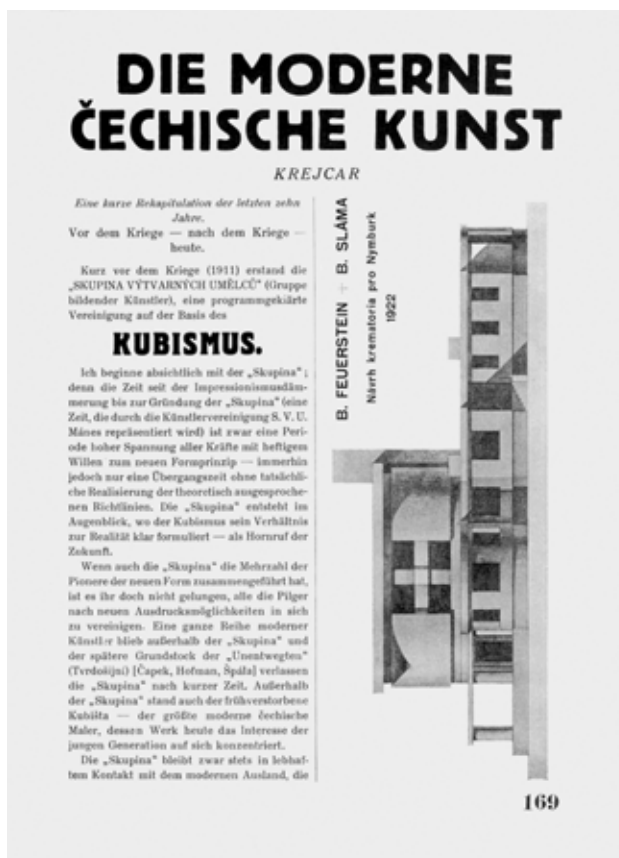 DIE MODERNE
ČECHISCHE KUNST
KREJCAR
Eine kurze Rekapitulation der letzten zehn
Jahre.
Vor dem Kriege — nach dem Kriege —
heute.
Kurz vor dem Kriege (1911) erstand die
„SKUPINA VÝTVARNÝCH UMĚLCŮ" (Gruppe
bildender Künstler), eine programmgeklärte
Vereinigung auf der Basis des
KUBISMUS.
Ich beginne absichtlich mit der „Skupina";
denn die Zeit seit der Impressionismusdäm-
merung bis zur Gründung der „Skupina" (eine
Zeit, die durch die Künstlervereinigung S. V. U.
Mánes repräsentiert wird) ist zwar eine Peri-
ode hoher Spannung aller Kräfte mit heftigem
Willen zum neuen Formprinzip — immerhin
jedoch nur eine Übergangszeit ohne tatsächli-
che Realisierung der theoretisch ausgesproche-
nen Richtlinien. Die „Skupina" entsteht im
Augenblick, wo der Kubismus sein Verhältnis
zur Realität klar formuliert — als Hornruf der
Zukunft.
Wenn auch die „Skupina" die Mehrzahl der
Pionere der neuen Form zusammengeführt hat,
ist es ihr doch nicht gelungen, alle die Pilger
nach neuen Ausdrucksmöglichkeiten in sich
zu vereinigen. Eine ganze Reihe moderner
Künstler blieb außerhalb der „Skupina" und
der spätere Grundstock der „Unentwegten"
(Tvrdošijní) [Čapek, Hofman, Špála] verlassen
die „Skupina" nach kurzer Zeit. Außerhalb
der „Skupina" stand auch der frühverstorbene
Kubišta — der größte moderne čechische
Maler, dessen Werk heute das Interesse der
jungen Generation auf sich konzentriert.
Die „Skupina" bleibt zwar stets in lebhaf-
tem Kontakt mit dem modernen Ausland, die
B. FEUERSTEIN + B. SLÁMA
Návrh krematoria pro Nymburk
1922
169